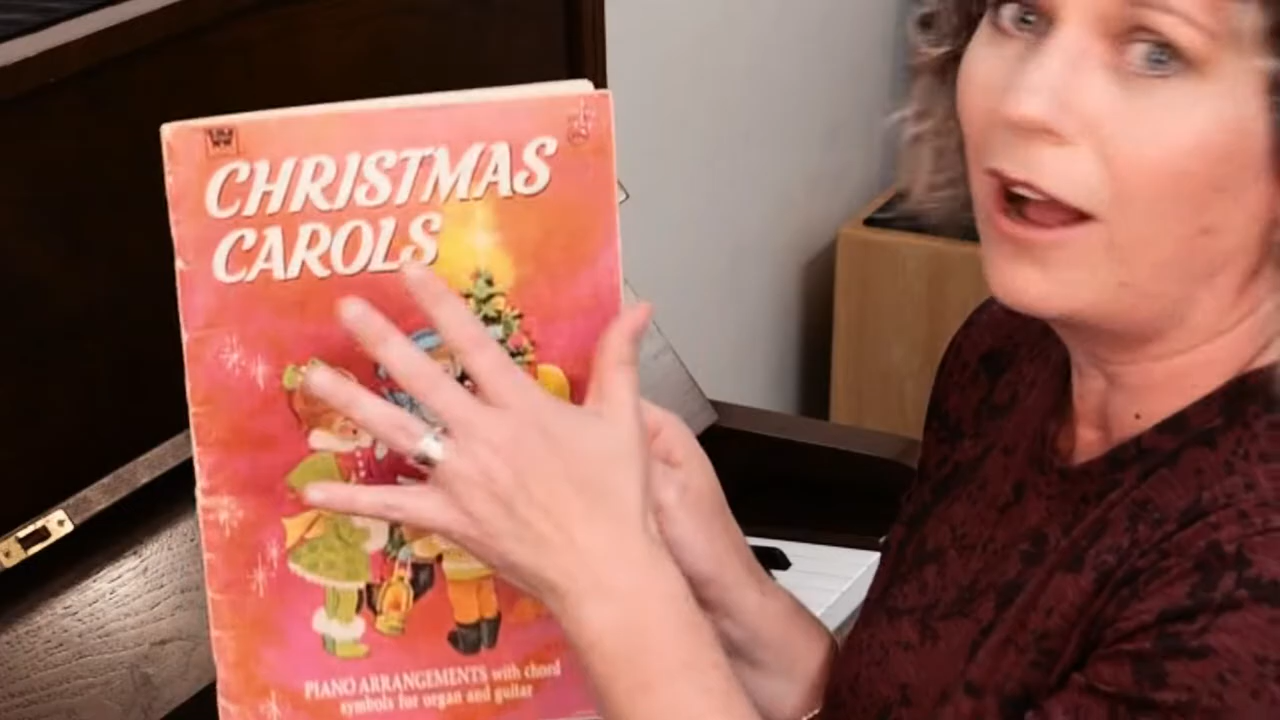 CHRISTMAS
CAROLS
PIANO ARRANGEMENTS with chord
symbols for organ and guitar